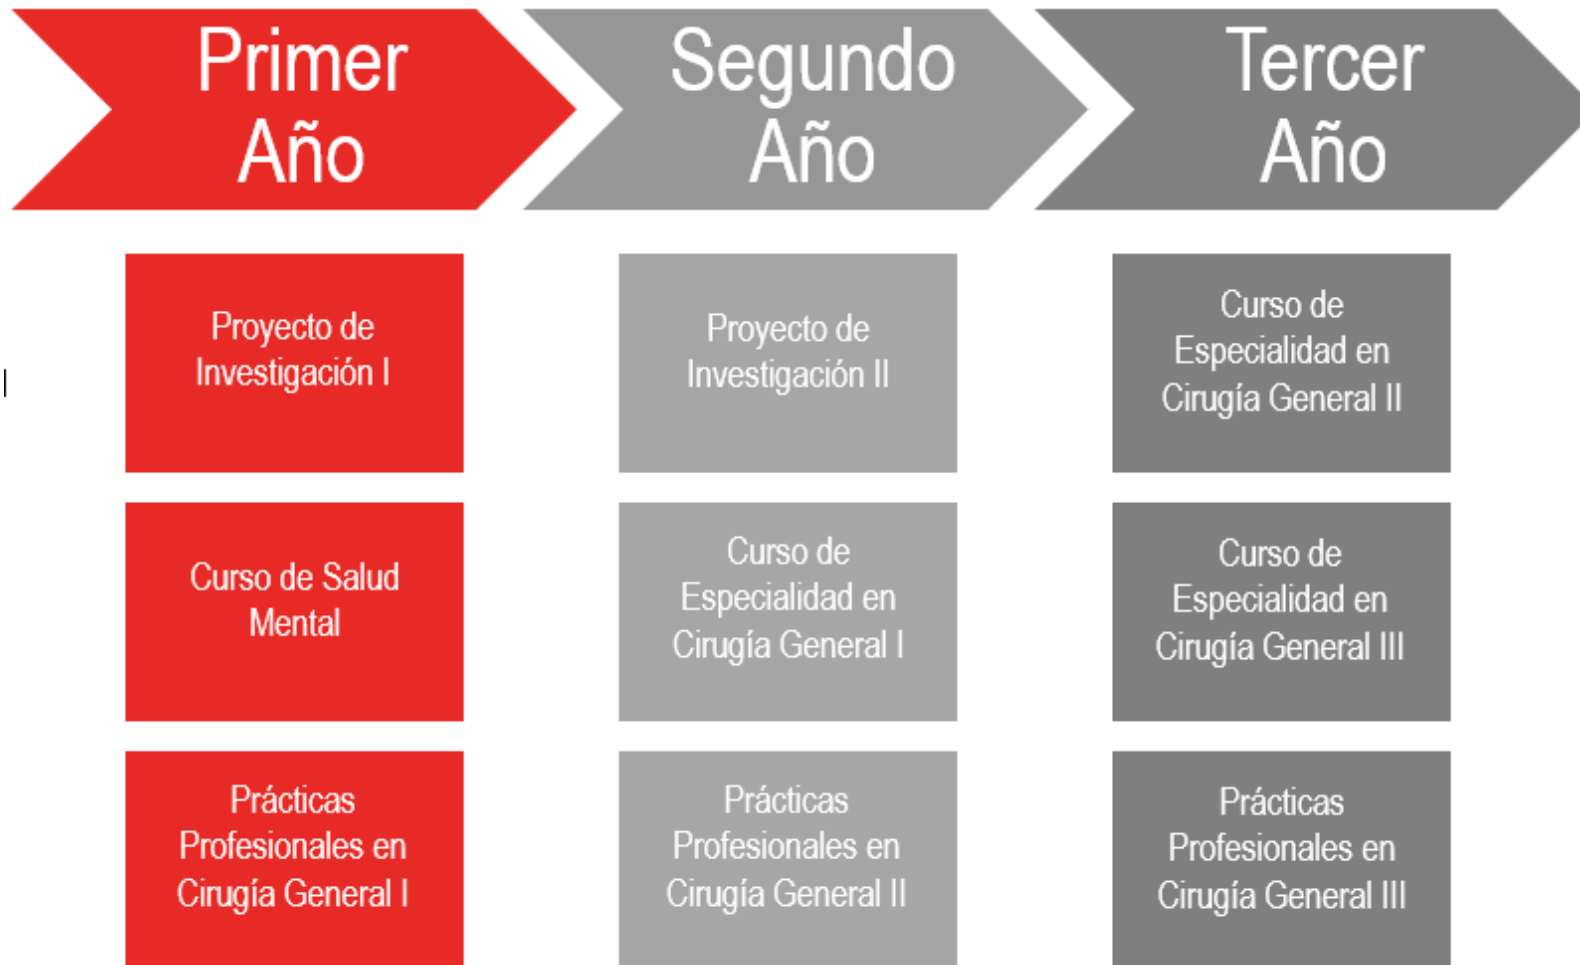 Primer
Año
Segundo
Año
Tercer
Año
Proyecto de
Investigación I
Proyecto de
Investigación II
Curso de
Especialidad en
Cirugía General II
Curso de Salud
Mental
Curso de
Especialidad en
Cirugía General I
Curso de
Especialidad en
Cirugía General III
Prácticas
Profesionales en
Cirugía General I
Prácticas
Profesionales en
Cirugía General II
Prácticas
Profesionales en
Cirugía General III